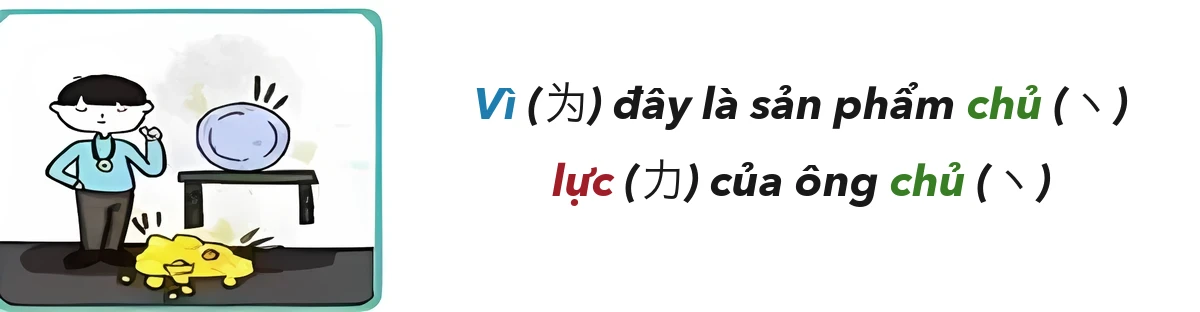 Vì (为) đây là sản phẩm chủ (丶)
lực (力) của ông chủ (丶)